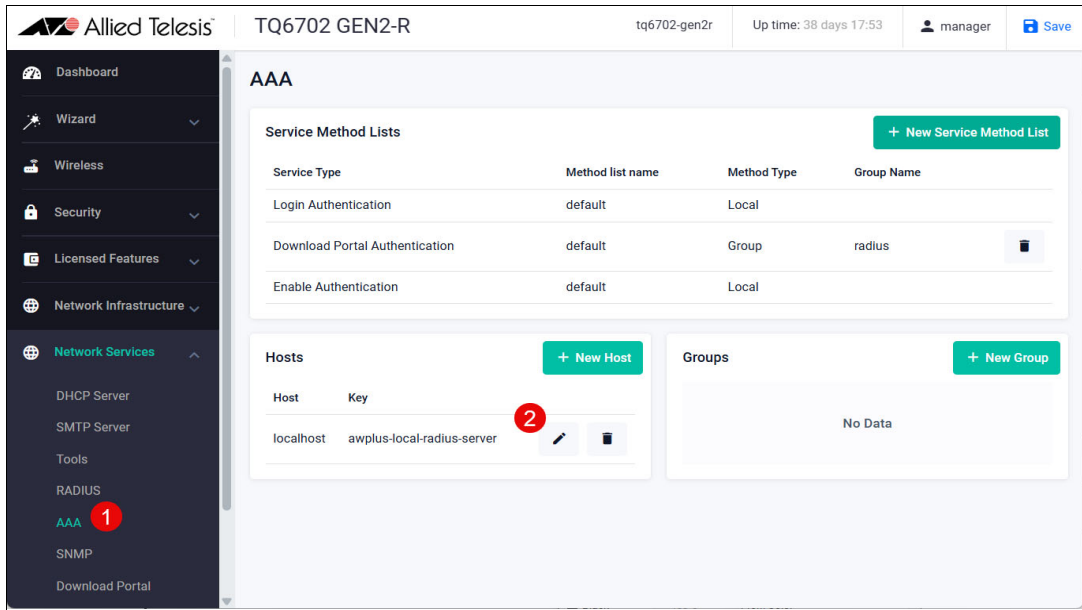 Allied Telesis
TQ6702 GEN2-R
tq6702-gen2r
Up time: 38 days 17:53
manager
Save
Dashboard
Wizard
Wireless
Security
Licensed Features
Network Infrastructure
Network Services
DHCP Server
SMTP Server
Tools
RADIUS
AAA 1
SNMP
Download Portal
AAA
Service Method Lists
+ New Service Method List
Service Type Method list name Method Type Group Name
Login Authentication default Local
Download Portal Authentication default Group radius
Enable Authentication default Local
Hosts
+ New Host
Host Key
2
localhost awplus-local-radius-server
Groups
+ New Group
No Data